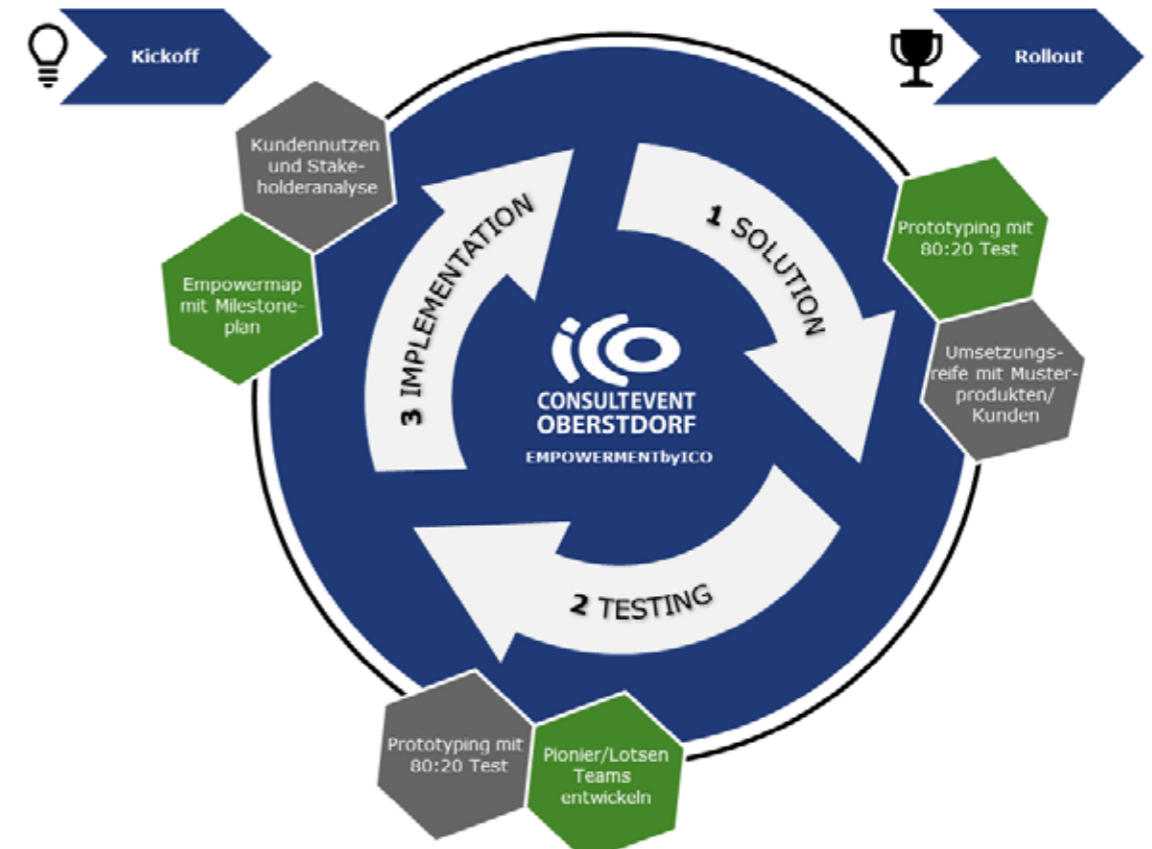 Kickoff
Rollout
Kundennutzen
und Stake-
holderanalyse
Empowermap
mit Milestone-
plan
3 IMPLEMENTATION
1 SOLUTION
Prototyping mit
80:20 Test
Umsetzungs-
reife mit Muster-
produkten/
Kunden
ico
CONSULTEVENT
OBERSTDORF
EMPOWERMENTbyICO
2 TESTING
Prototyping mit
80:20 Test
Pionier/Lotsen
Teams
entwickeln